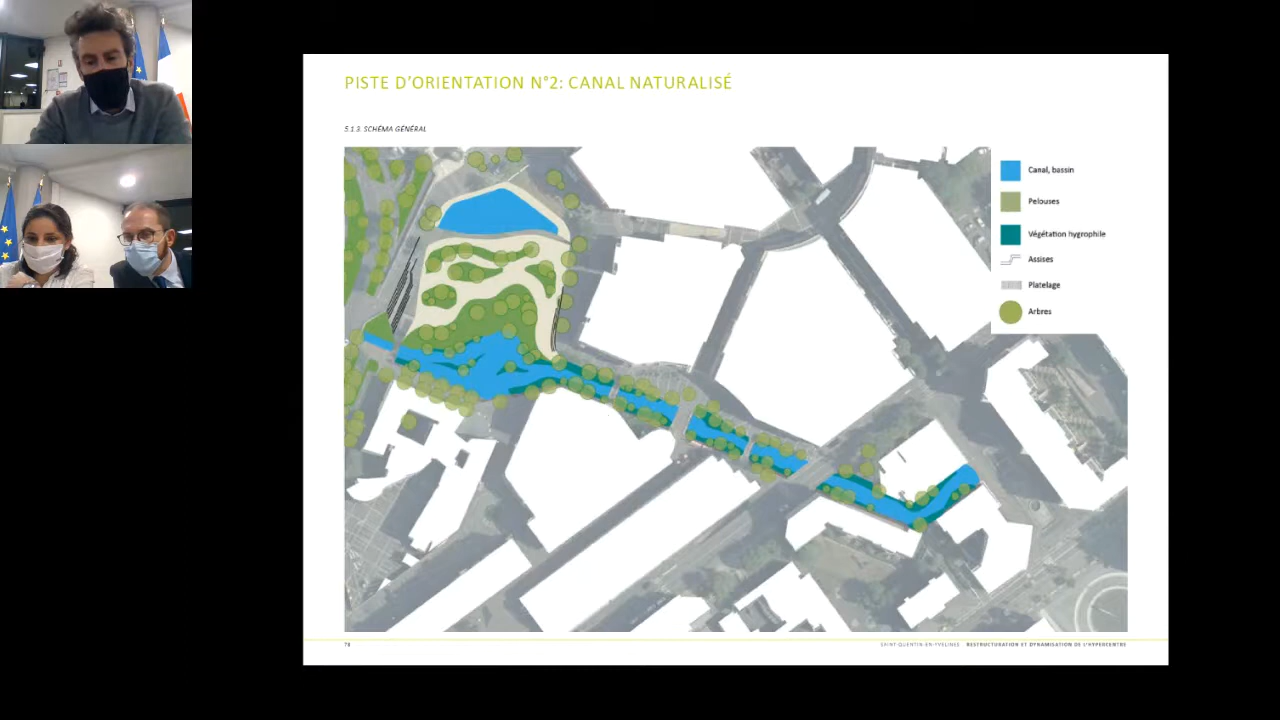 PISTE D'ORIENTATION N°2: CANAL NATURALISÉ
5.1.3. SCHÉMA GÉNÉRAL
Canal, bassin
Pelouses
Végétation hygrophile
Assises
Platelage
Arbres
78
SAINT-QUENTIN-EN-YVELINES - RESTRUCTURATION ET DYNAMISATION DE L'HYPERCENTRE